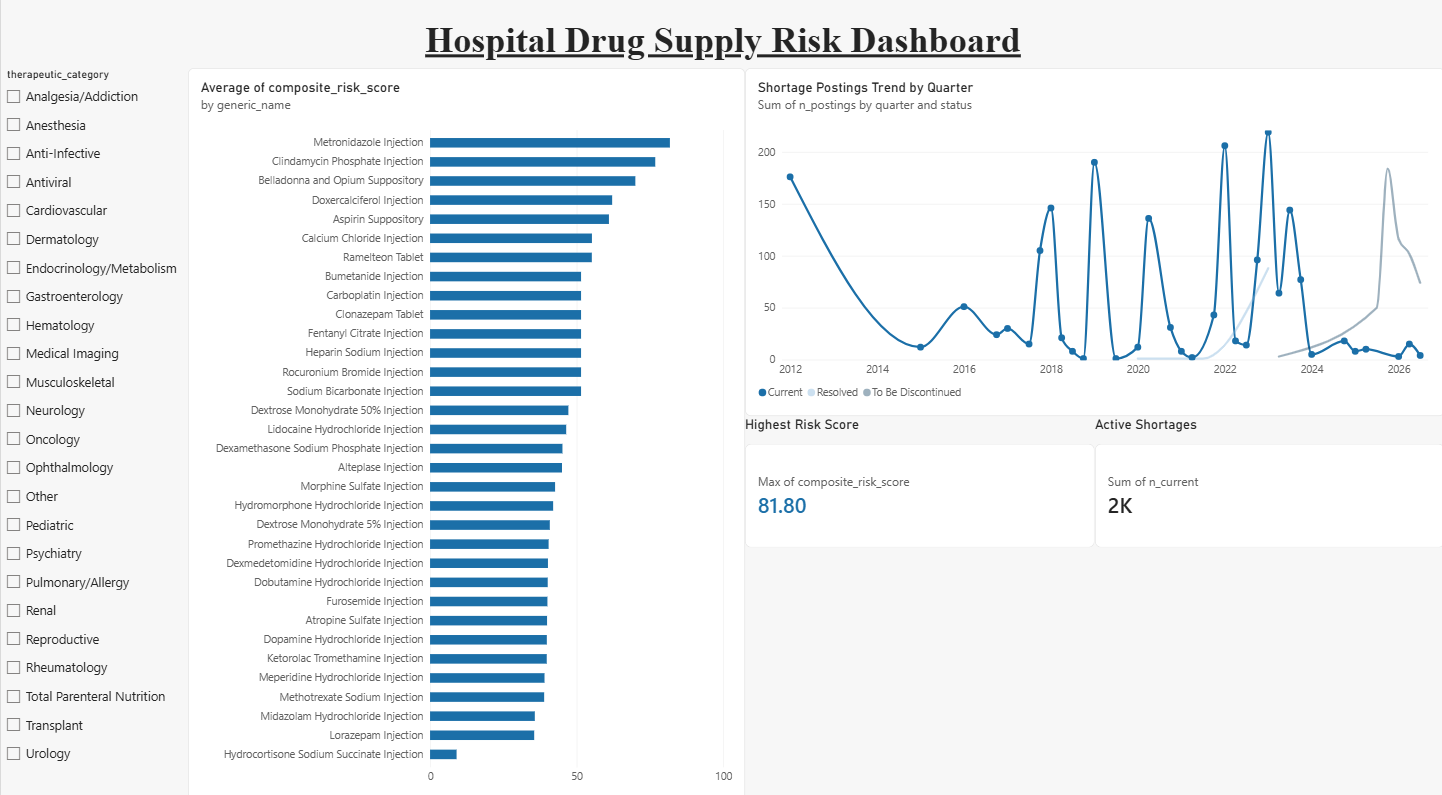 Hospital Drug Supply Risk Dashboard
therapeutic_category
Analgesia/Addiction
Anesthesia
Anti-Infective
Antiviral
Cardiovascular
Dermatology
Endocrinology/Metabolism
Gastroenterology
Hematology
Medical Imaging
Musculoskeletal
Neurology
Oncology
Ophthalmology
Other
Pediatric
Psychiatry
Pulmonary/Allergy
Renal
Reproductive
Rheumatology
Total Parenteral Nutrition
Transplant
Urology
Average of composite_risk_score
by generic_name
Metronidazole Injection
Clindamycin Phosphate Injection
Belladonna and Opium Suppository
Doxercalciferol Injection
Aspirin Suppository
Calcium Chloride Injection
Ramelteon Tablet
Bumetanide Injection
Carboplatin Injection
Clonazepam Tablet
Fentanyl Citrate Injection
Heparin Sodium Injection
Rocuronium Bromide Injection
Sodium Bicarbonate Injection
Dextrose Monohydrate 50% Injection
Lidocaine Hydrochloride Injection
Dexamethasone Sodium Phosphate Injection
Alteplase Injection
Morphine Sulfate Injection
Hydromorphone Hydrochloride Injection
Dextrose Monohydrate 5% Injection
Promethazine Hydrochloride Injection
Dexmedetomidine Hydrochloride Injection
Dobutamine Hydrochloride Injection
Furosemide Injection
Atropine Sulfate Injection
Dopamine Hydrochloride Injection
Ketorolac Tromethamine Injection
Meperidine Hydrochloride Injection
Methotrexate Sodium Injection
Midazolam Hydrochloride Injection
Lorazepam Injection
Hydrocortisone Sodium Succinate Injection
0 50 100
Shortage Postings Trend by Quarter
Sum of n_postings by quarter and status
200
150
100
50
0
2012 2014 2016 2018 2020 2022 2024 2026
Current Resolved To Be Discontinued
Highest Risk Score
Max of composite_risk_score
81.80
Active Shortages
Sum of n_current
2K